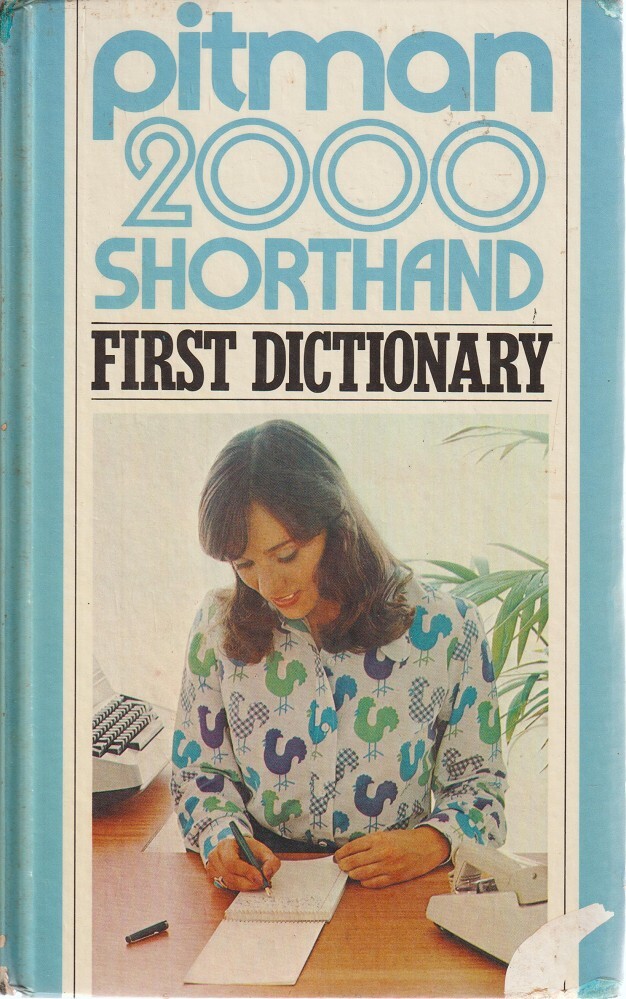 pitman
2000
SHORTHAND
FIRST DICTIONARY